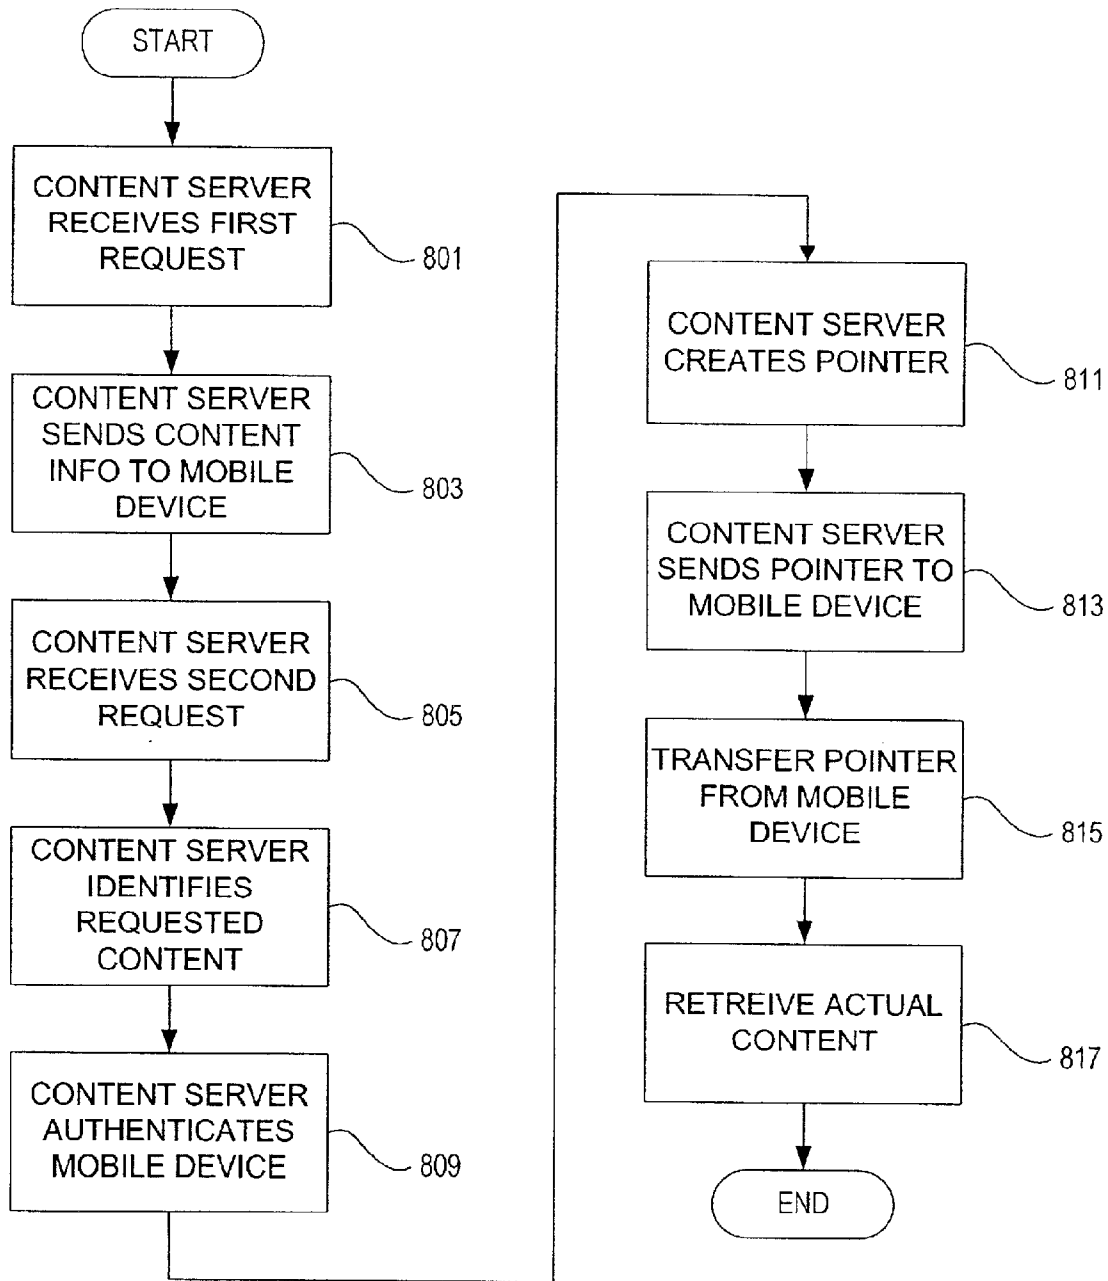 START
CONTENT SERVER
RECEIVES FIRST
REQUEST
801
CONTENT SERVER
SENDS CONTENT
INFO TO MOBILE
DEVICE
803
CONTENT SERVER
RECEIVES SECOND
REQUEST
805
CONTENT SERVER
IDENTIFIES
REQUESTED
CONTENT
807
CONTENT SERVER
AUTHENTICATES
MOBILE DEVICE
809
CONTENT SERVER
CREATES POINTER
811
CONTENT SERVER
SENDS POINTER TO
MOBILE DEVICE
813
TRANSFER POINTER
FROM MOBILE
DEVICE
815
RETREIVE ACTUAL
CONTENT
817
END